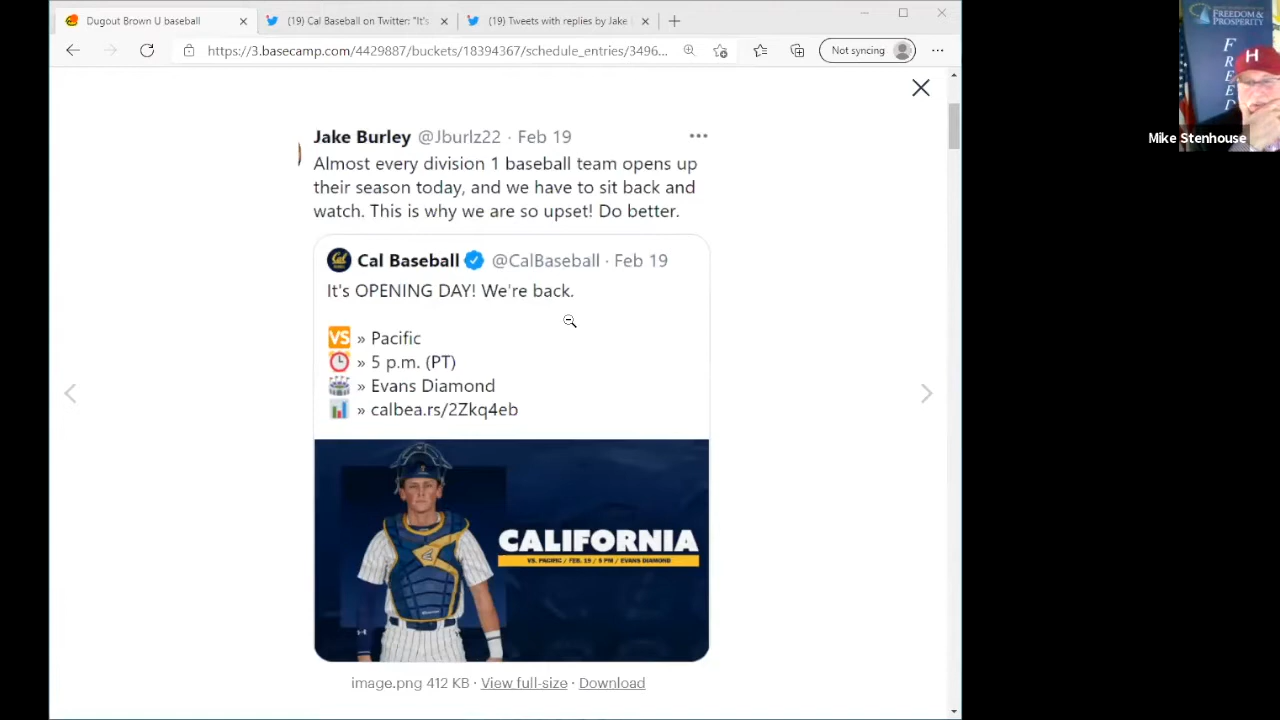 Dugout Brown U baseball
(19) Cal Baseball on Twitter: "It's
(19) Tweets with replies by Jake
https://3.basecamp.com/4429887/buckets/18394367/schedule_entries/3496...
Not syncing
Jake Burley @Jburlz22 · Feb 19
Almost every division 1 baseball team opens up
their season today, and we have to sit back and
watch. This is why we are so upset! Do better.
Cal Baseball @CalBaseball · Feb 19
It's OPENING DAY! We're back.
VS » Pacific
» 5 p.m. (PT)
» Evans Diamond
» calbea.rs/2Zkq4eb
Cal
CALIFORNIA
VS. PACIFIC / FEB. 19 / 5 PM / EVANS DIAMOND
image.png 412 KB · View full-size · Download
FREEDOM
& PROSPERITY
F
R
E
E
D
H
Mike Stenhouse